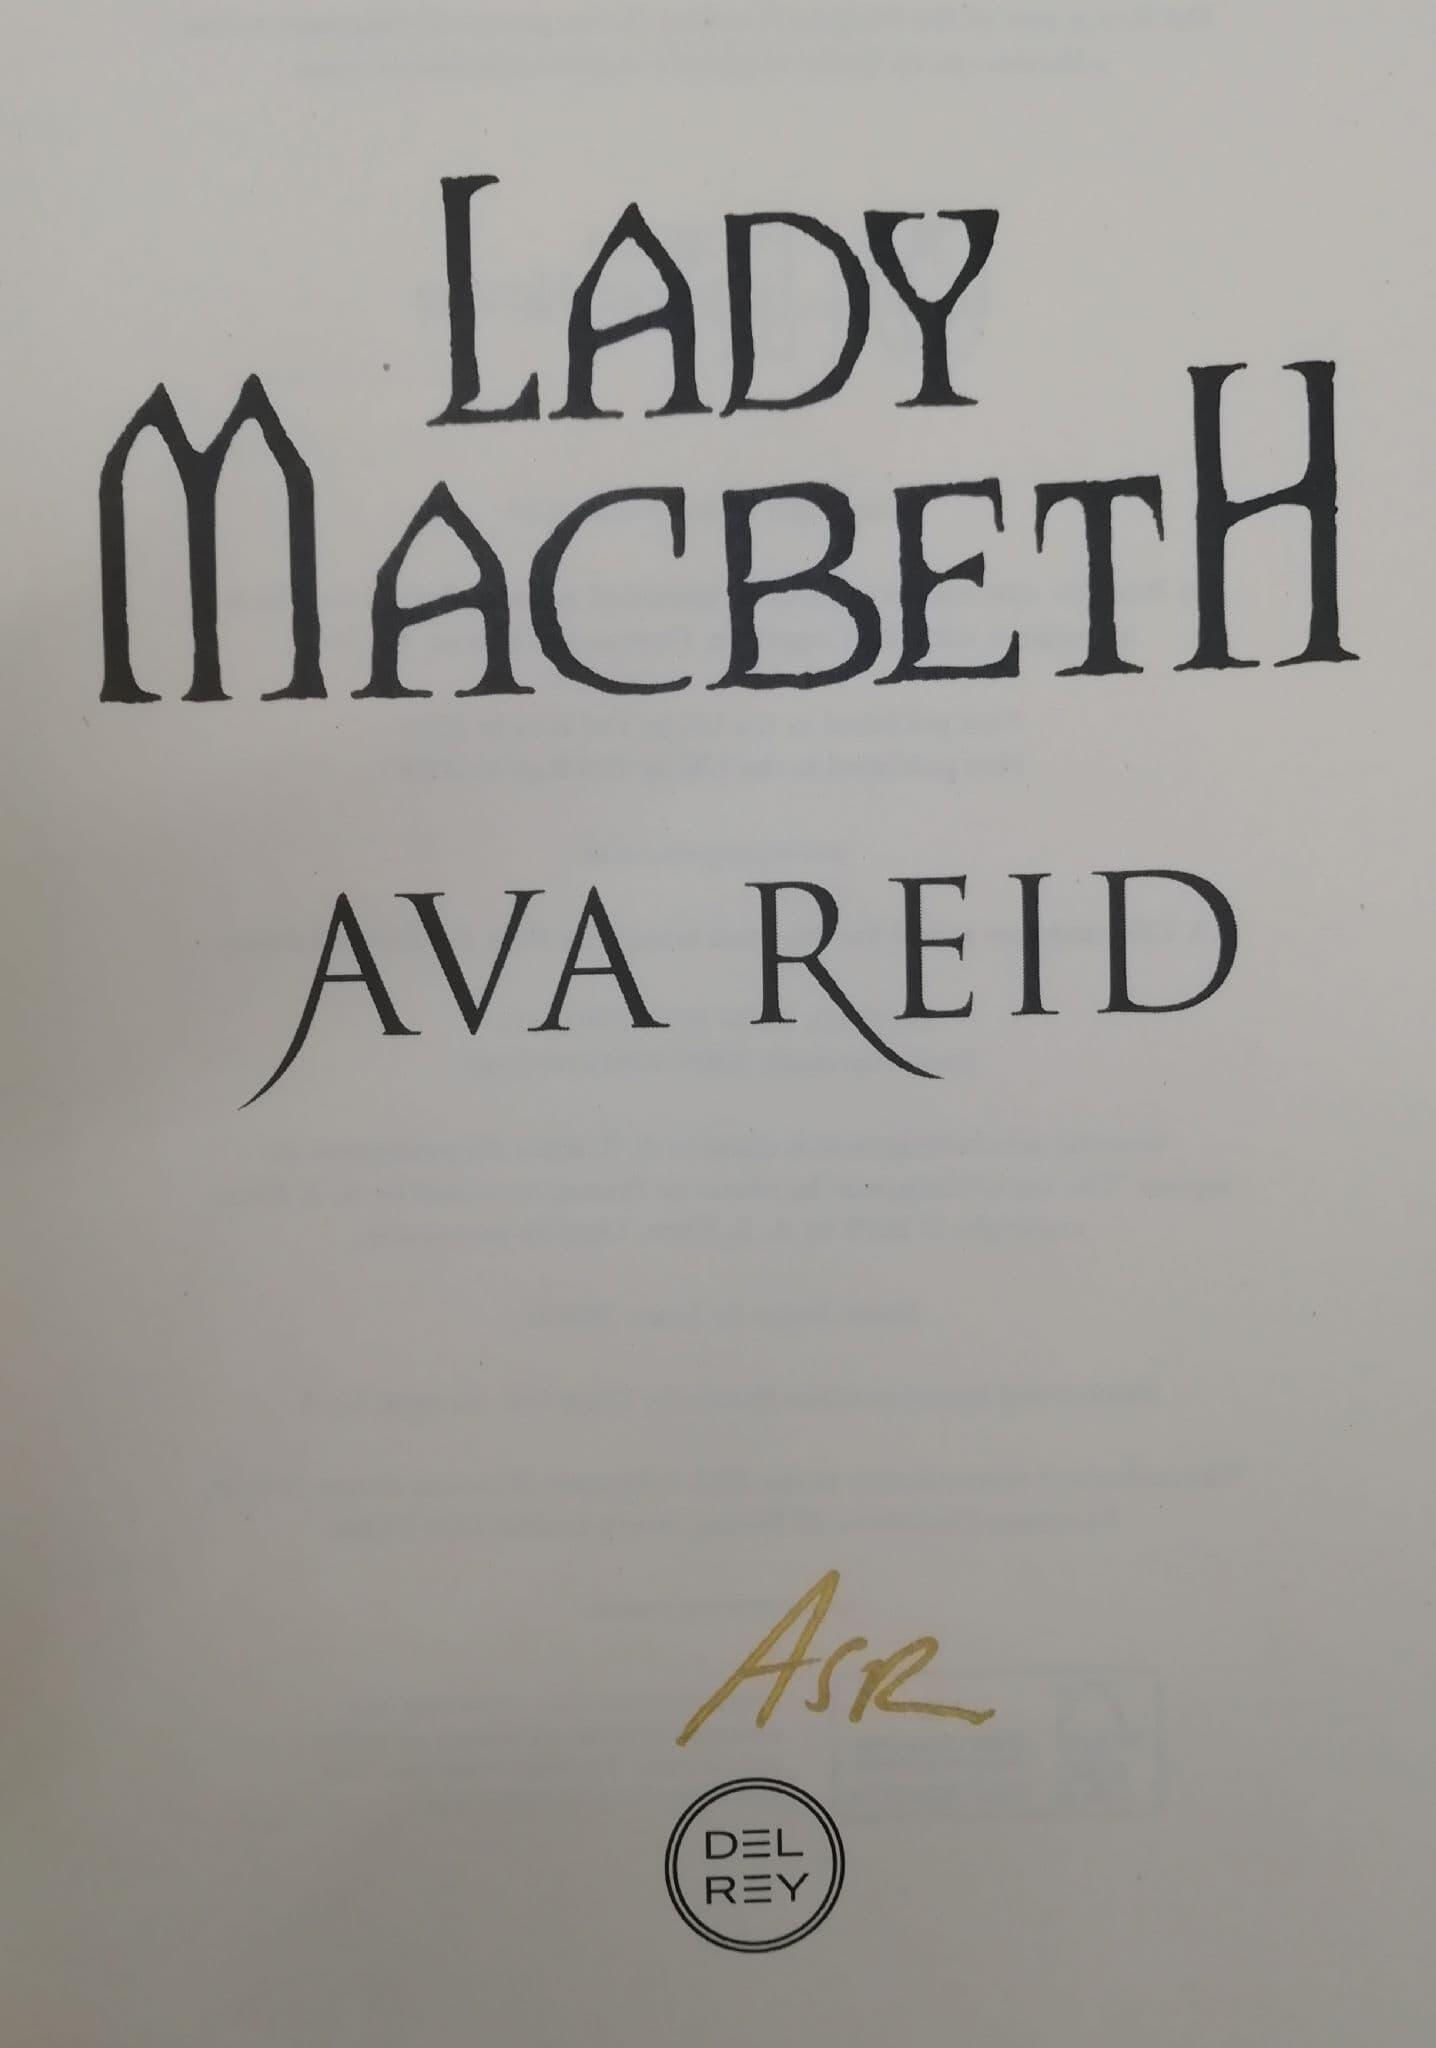 LADY
MACBETH
AVA REID
ASR
DEL
REY